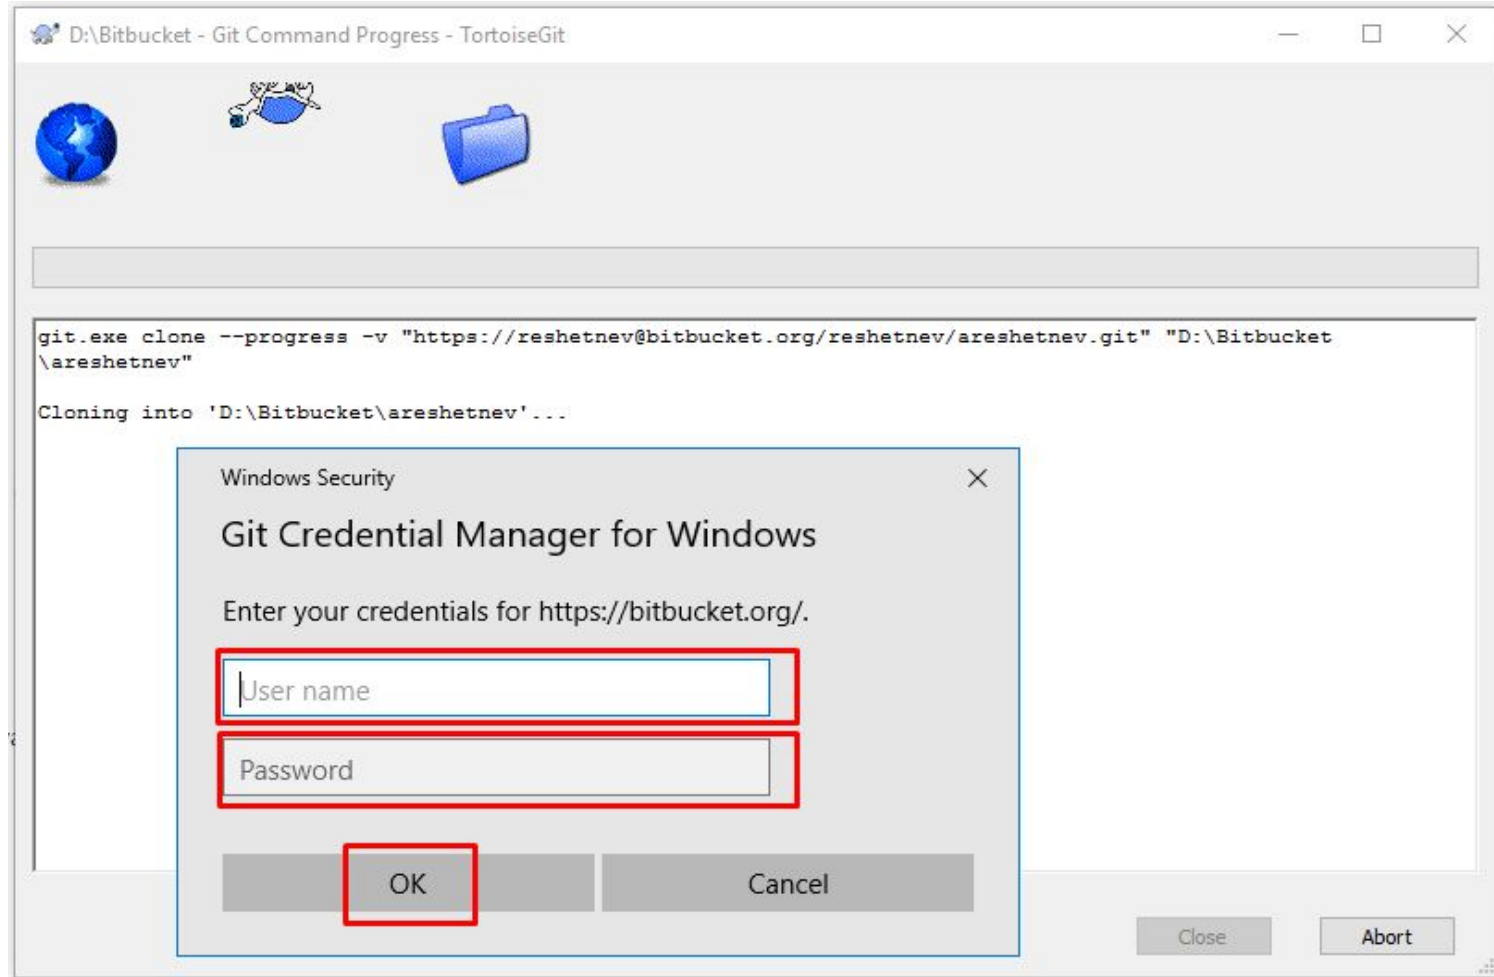 D:\Bitbucket - Git Command Progress - TortoiseGit
git.exe clone --progress -v "https://reshetnev@bitbucket.org/reshetnev/areshetnev.git" "D:\Bitbucket
\areshetnev"
Cloning into 'D:\Bitbucket\areshetnev'...
Windows Security
Git Credential Manager for Windows
Enter your credentials for https://bitbucket.org/.
User name
Password
OK
Cancel
Close
Abort